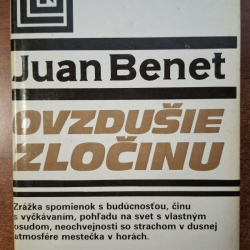 Juan Benet
OVZDUŠIE
ZLOČINU
Zrážka spomienok s budúcnosťou, činu
s vyčkávaním, pohľadu na svet s vlastným
osudom, neochvejnosti so strachom v dusnej
atmosfére mestečka v horách.